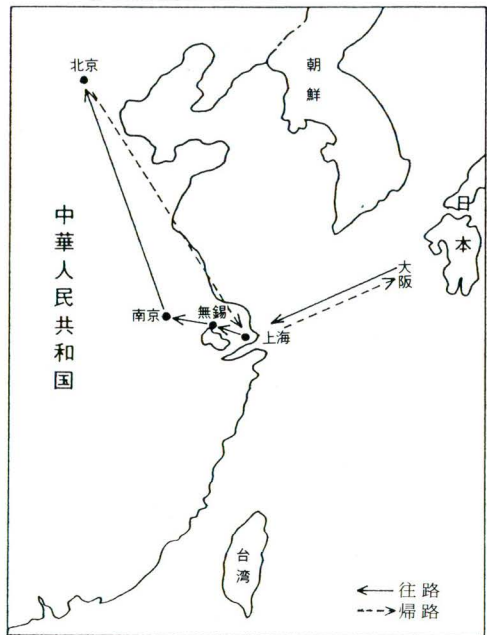 北京
朝鮮
日本
中華人民共和国
大阪
南京
無錫
上海
台湾
往路
帰路